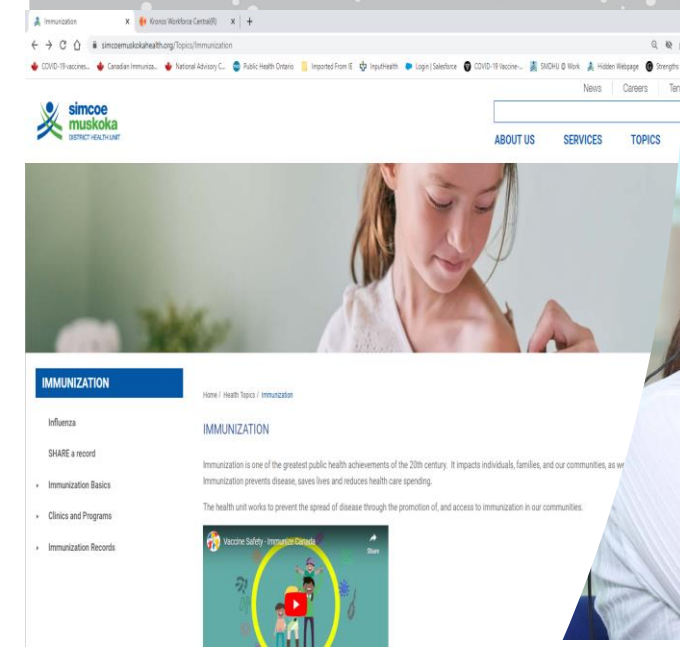 Immunization
Kronos Workforce Central(R)
simcoemuskokahealth.org/Topics/Immunization
COVID-19 vaccines...
Canadian Immuniza...
National Advisory C...
Public Health Ontario
Imported From IE
InputHealth
Login | Salesforce
COVID-19 Vaccine-...
SMDHU @ Work
Hidden Webpage
Strengths
News
Careers
simcoe
muskoka
DISTRICT HEALTH UNIT
ABOUT US
SERVICES
TOPICS
IMMUNIZATION
Influenza
SHARE a record
Immunization Basics
Clinics and Programs
Immunization Records
Home / Health Topics / Immunization
IMMUNIZATION
Immunization is one of the greatest public health achievements of the 20th century. It impacts individuals, families, and our communities, as
Immunization prevents disease, saves lives and reduces health care spending.
The health unit works to prevent the spread of disease through the promotion of, and access to immunization in our communities.
Vaccine Safety - Immunize Canada
Share